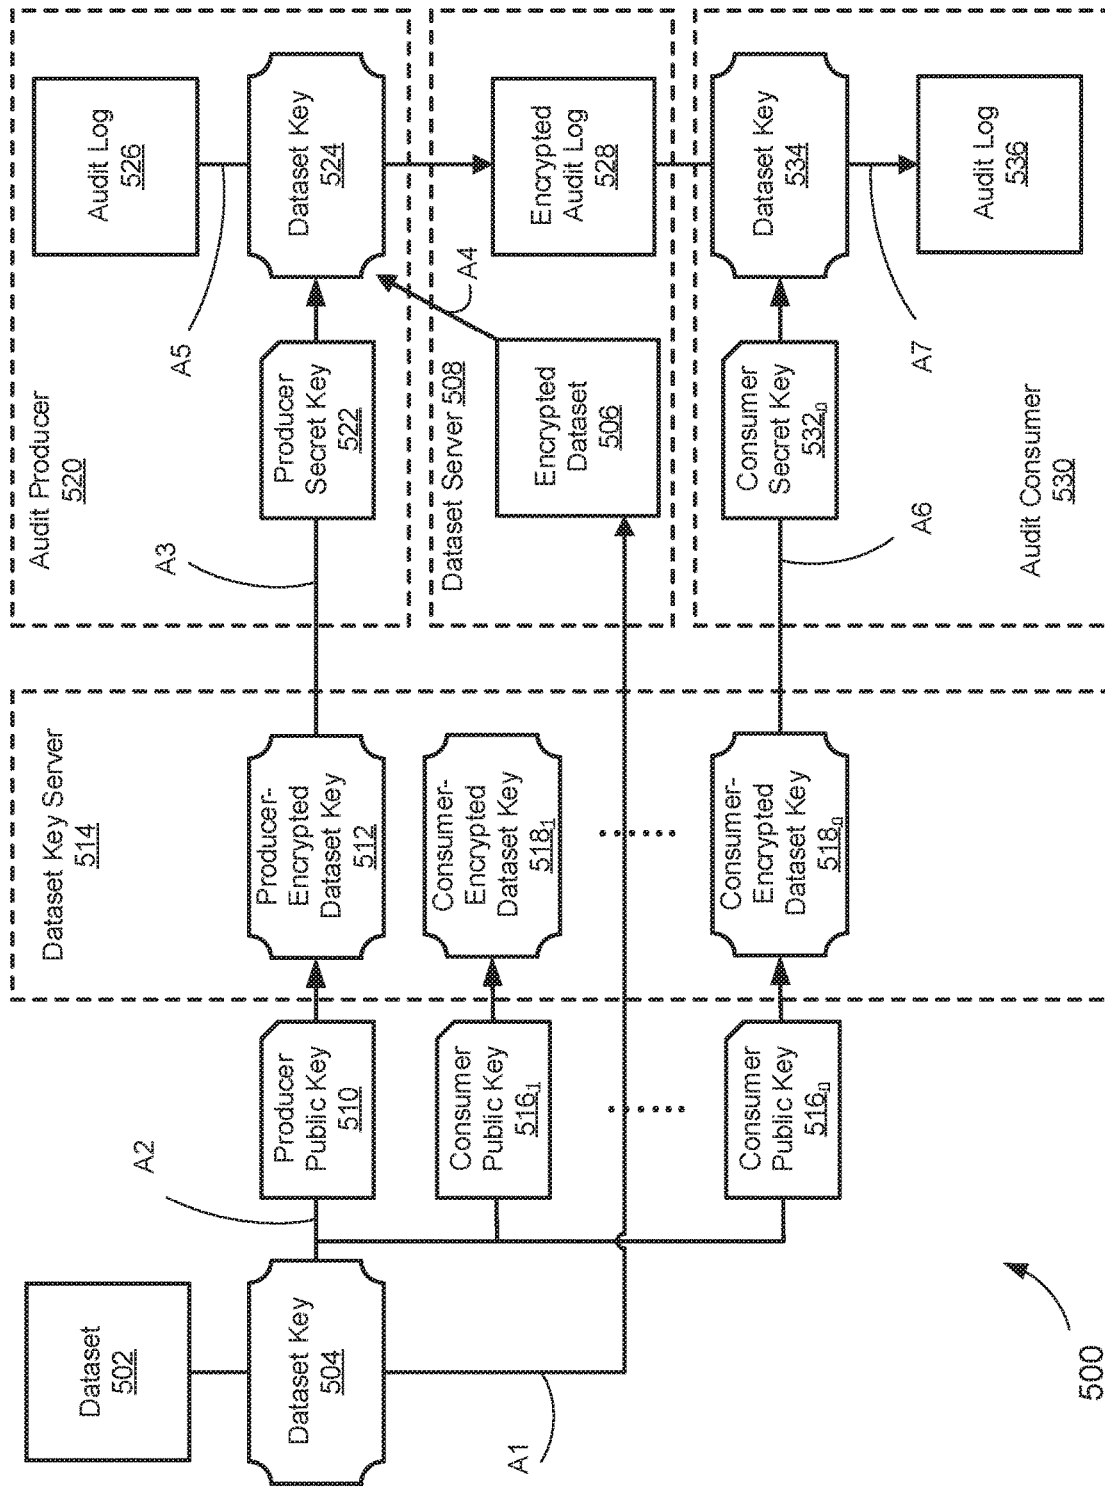 Dataset
502
Dataset Key
504
A1
A2
Producer
Public Key
510
Consumer
Public Key
516₁
Consumer
Public Key
516ₙ
Dataset Key Server
514
Producer-
Encrypted
Dataset Key
512
Consumer-
Encrypted
Dataset Key
518₁
Consumer-
Encrypted
Dataset Key
518ₙ
Audit Producer
520
A3
Producer
Secret Key
522
A5
Audit Log
526
Dataset Key
524
Dataset Server 508
Encrypted
Dataset
506
A4
Encrypted
Audit Log
528
Audit Consumer
530
A6
Consumer
Secret Key
532ₙ
Dataset Key
534
A7
Audit Log
536
500